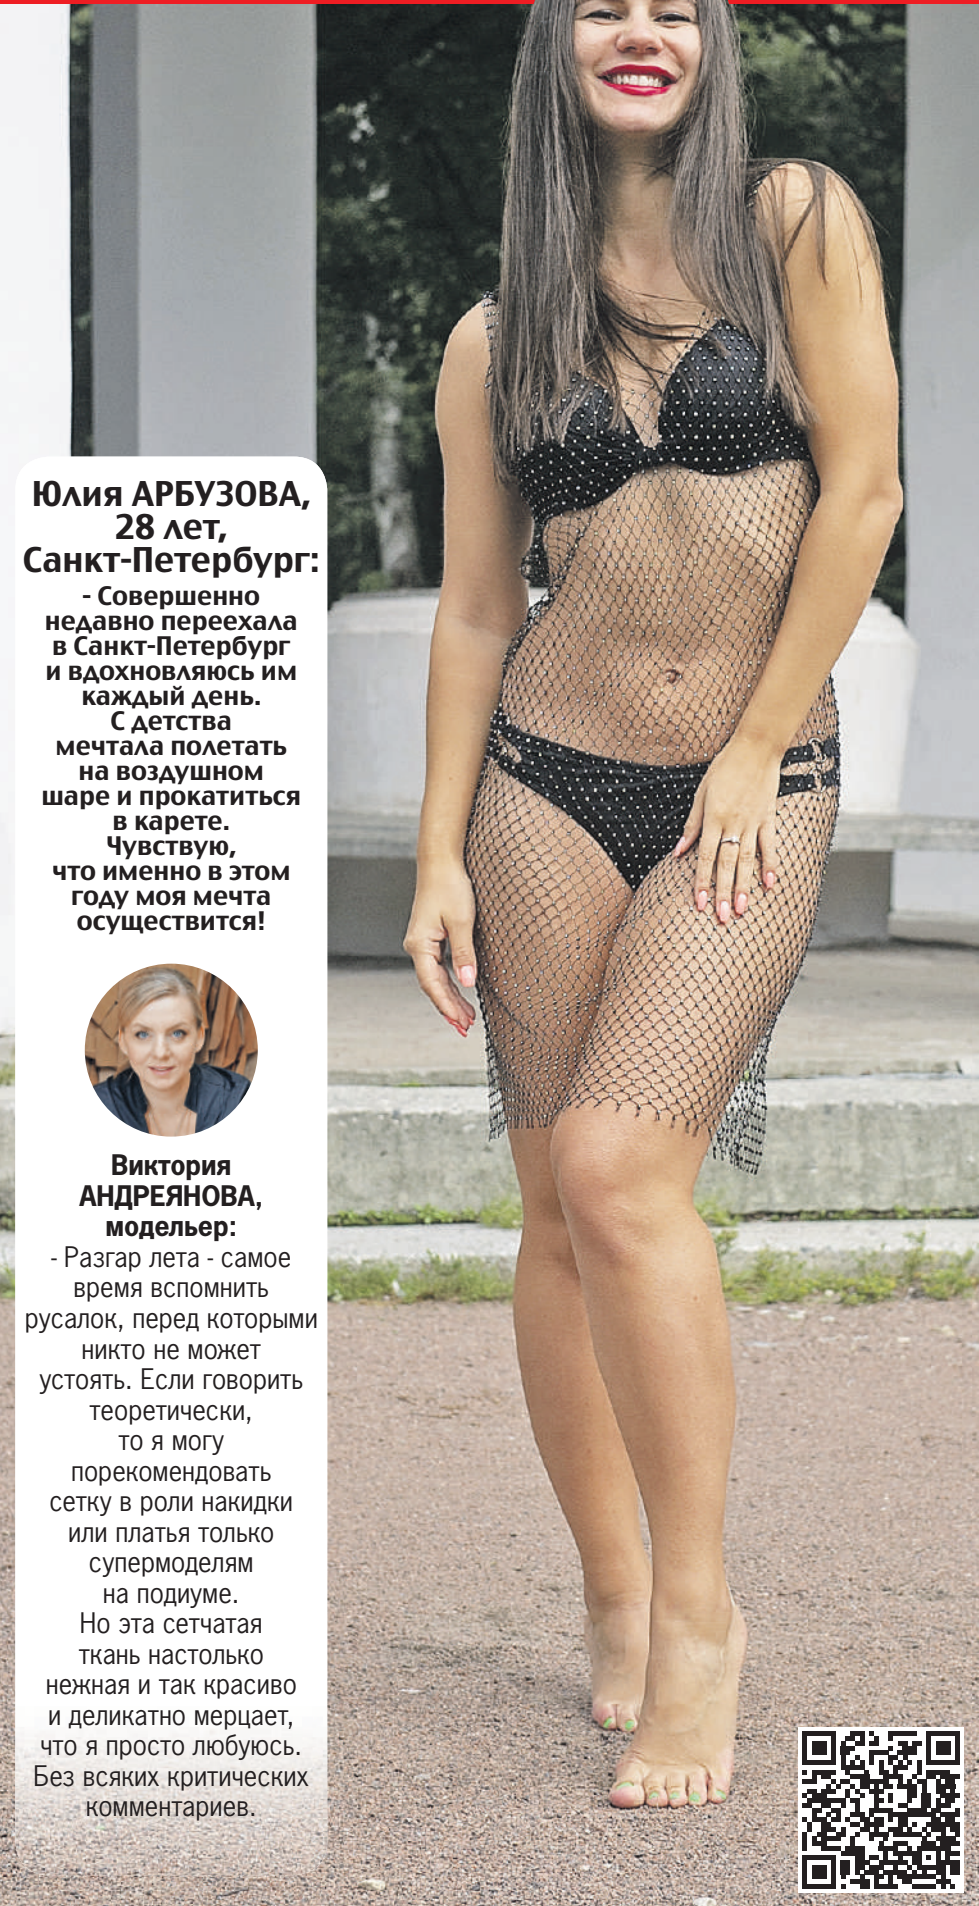 Юлия АРБУЗОВА,
28 лет,
Санкт-Петербург:
- Совершенно
недавно переехала
в Санкт-Петербург
и вдохновляюсь им
каждый день.
С детства
мечтала полетать
на воздушном
шаре и прокатиться
в карете.
Чувствую,
что именно в этом
году моя мечта
осуществится!
Виктория
АНДРЕЯНОВА,
модельер:
- Разгар лета - самое
время вспомнить
русалок, перед которыми
никто не может
устоять. Если говорить
теоретически,
то я могу
порекомендовать
сетку в роли накидки
или платья только
супермоделям
на подиуме.
Но эта сетчатая
ткань настолько
нежная и так красиво
и деликатно мерцает,
что я просто любуюсь.
Без всяких критических
комментариев.